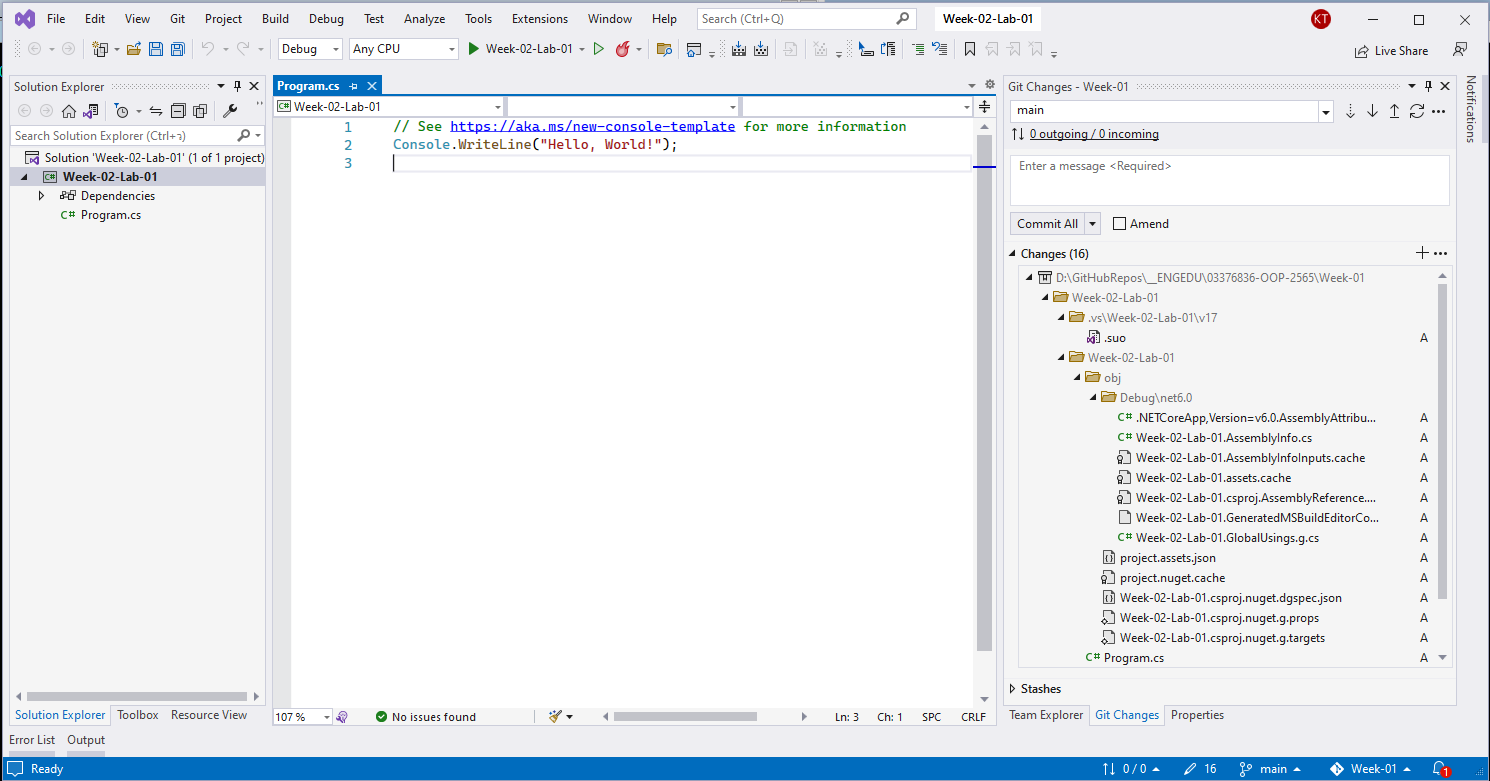 File Edit View Git Project Build Debug Test Analyze Tools Extensions Window Help Search (Ctrl+Q) Week-02-Lab-01 KT
Debug Any CPU Week-02-Lab-01 Live Share
Solution Explorer
Search Solution Explorer (Ctrl+ว)
Solution 'Week-02-Lab-01' (1 of 1 project)
C# Week-02-Lab-01
Dependencies
C# Program.cs
Solution Explorer Toolbox Resource View
Program.cs
C# Week-02-Lab-01
1 // See https://aka.ms/new-console-template for more information
2 Console.WriteLine("Hello, World!");
3
107 % No issues found Ln: 3 Ch: 1 SPC CRLF
Git Changes - Week-01
main
0 outgoing / 0 incoming
Enter a message <Required>
Commit All Amend
Changes (16)
D:\GitHubRepos\__ENGEDU\03376836-OOP-2565\Week-01
Week-02-Lab-01
.vs\Week-02-Lab-01\v17
.suo A
Week-02-Lab-01
obj
Debug\net6.0
C# .NETCoreApp,Version=v6.0.AssemblyAttribu... A
C# Week-02-Lab-01.AssemblyInfo.cs A
Week-02-Lab-01.AssemblyInfoInputs.cache A
Week-02-Lab-01.assets.cache A
Week-02-Lab-01.csproj.AssemblyReference.... A
Week-02-Lab-01.GeneratedMSBuildEditorCo... A
C# Week-02-Lab-01.GlobalUsings.g.cs A
project.assets.json A
project.nuget.cache A
Week-02-Lab-01.csproj.nuget.dgspec.json A
Week-02-Lab-01.csproj.nuget.g.props A
Week-02-Lab-01.csproj.nuget.g.targets A
C# Program.cs A
Stashes
Team Explorer Git Changes Properties
Notifications
Error List Output
Ready 0 / 0 16 main Week-01 1